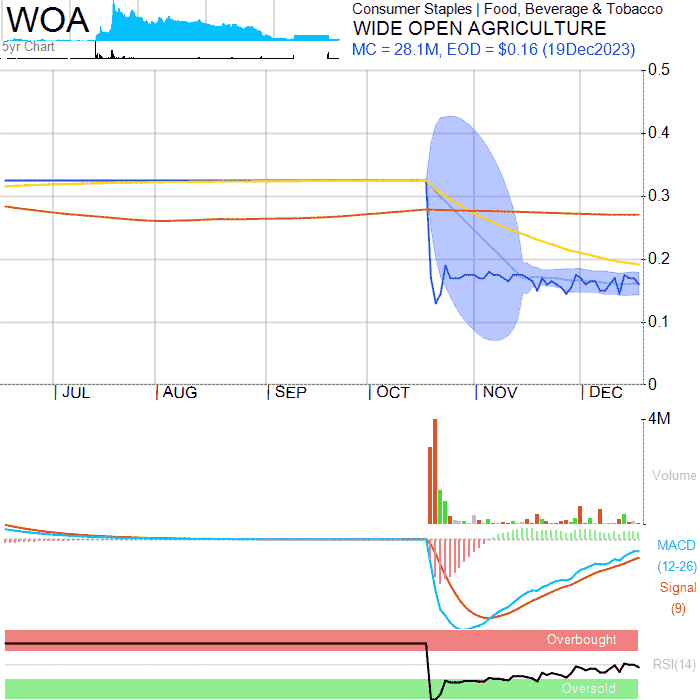 WOA
5yr Chart
Consumer Staples | Food, Beverage & Tobacco
WIDE OPEN AGRICULTURE
MC = 28.1M, EOD = $0.16 (19Dec2023)
0.5
0.4
0.3
0.2
0.1
0
JUL AUG SEP OCT NOV DEC
4M
Volume
MACD
(12-26)
Signal
(9)
Overbought
RSI(14)
Oversold